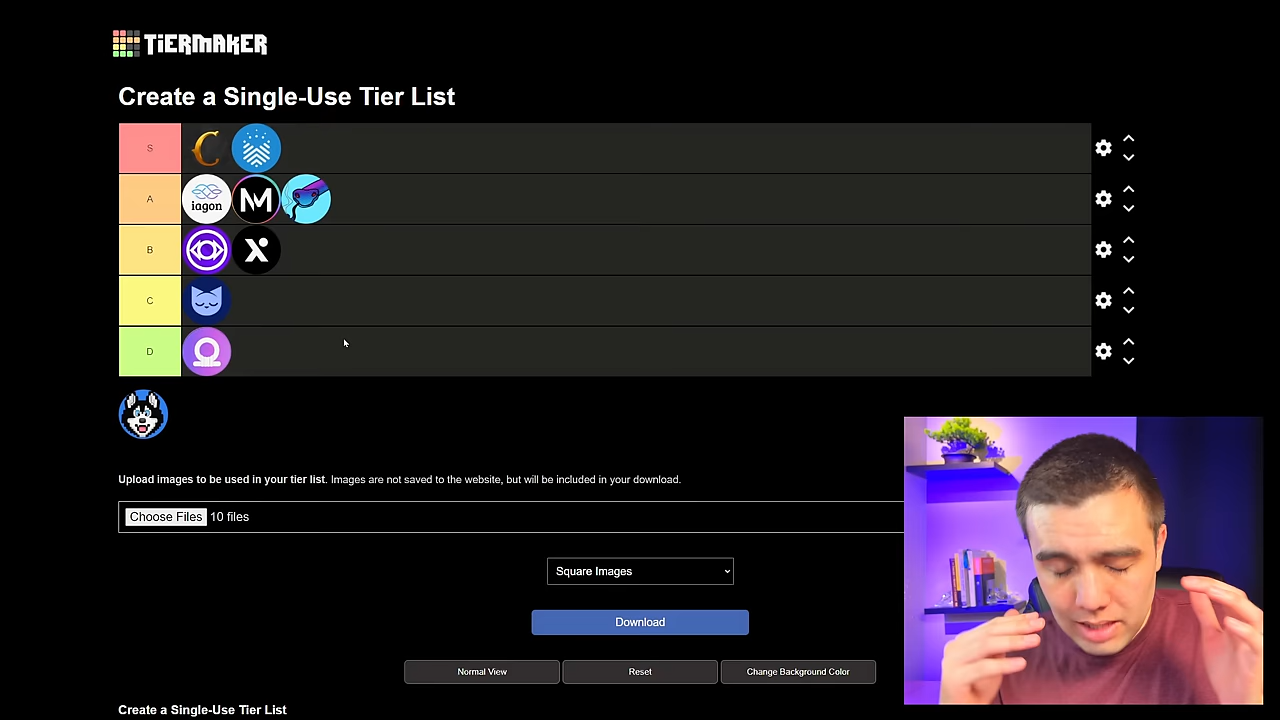 TiERMAKER
Create a Single-Use Tier List
S
C
A
iagon
M
B
X
C
D
Upload images to be used in your tier list. Images are not saved to the website, but will be included in your download.
Choose Files 10 files
Square Images
Download
Normal View Reset Change Background Color
Create a Single-Use Tier List